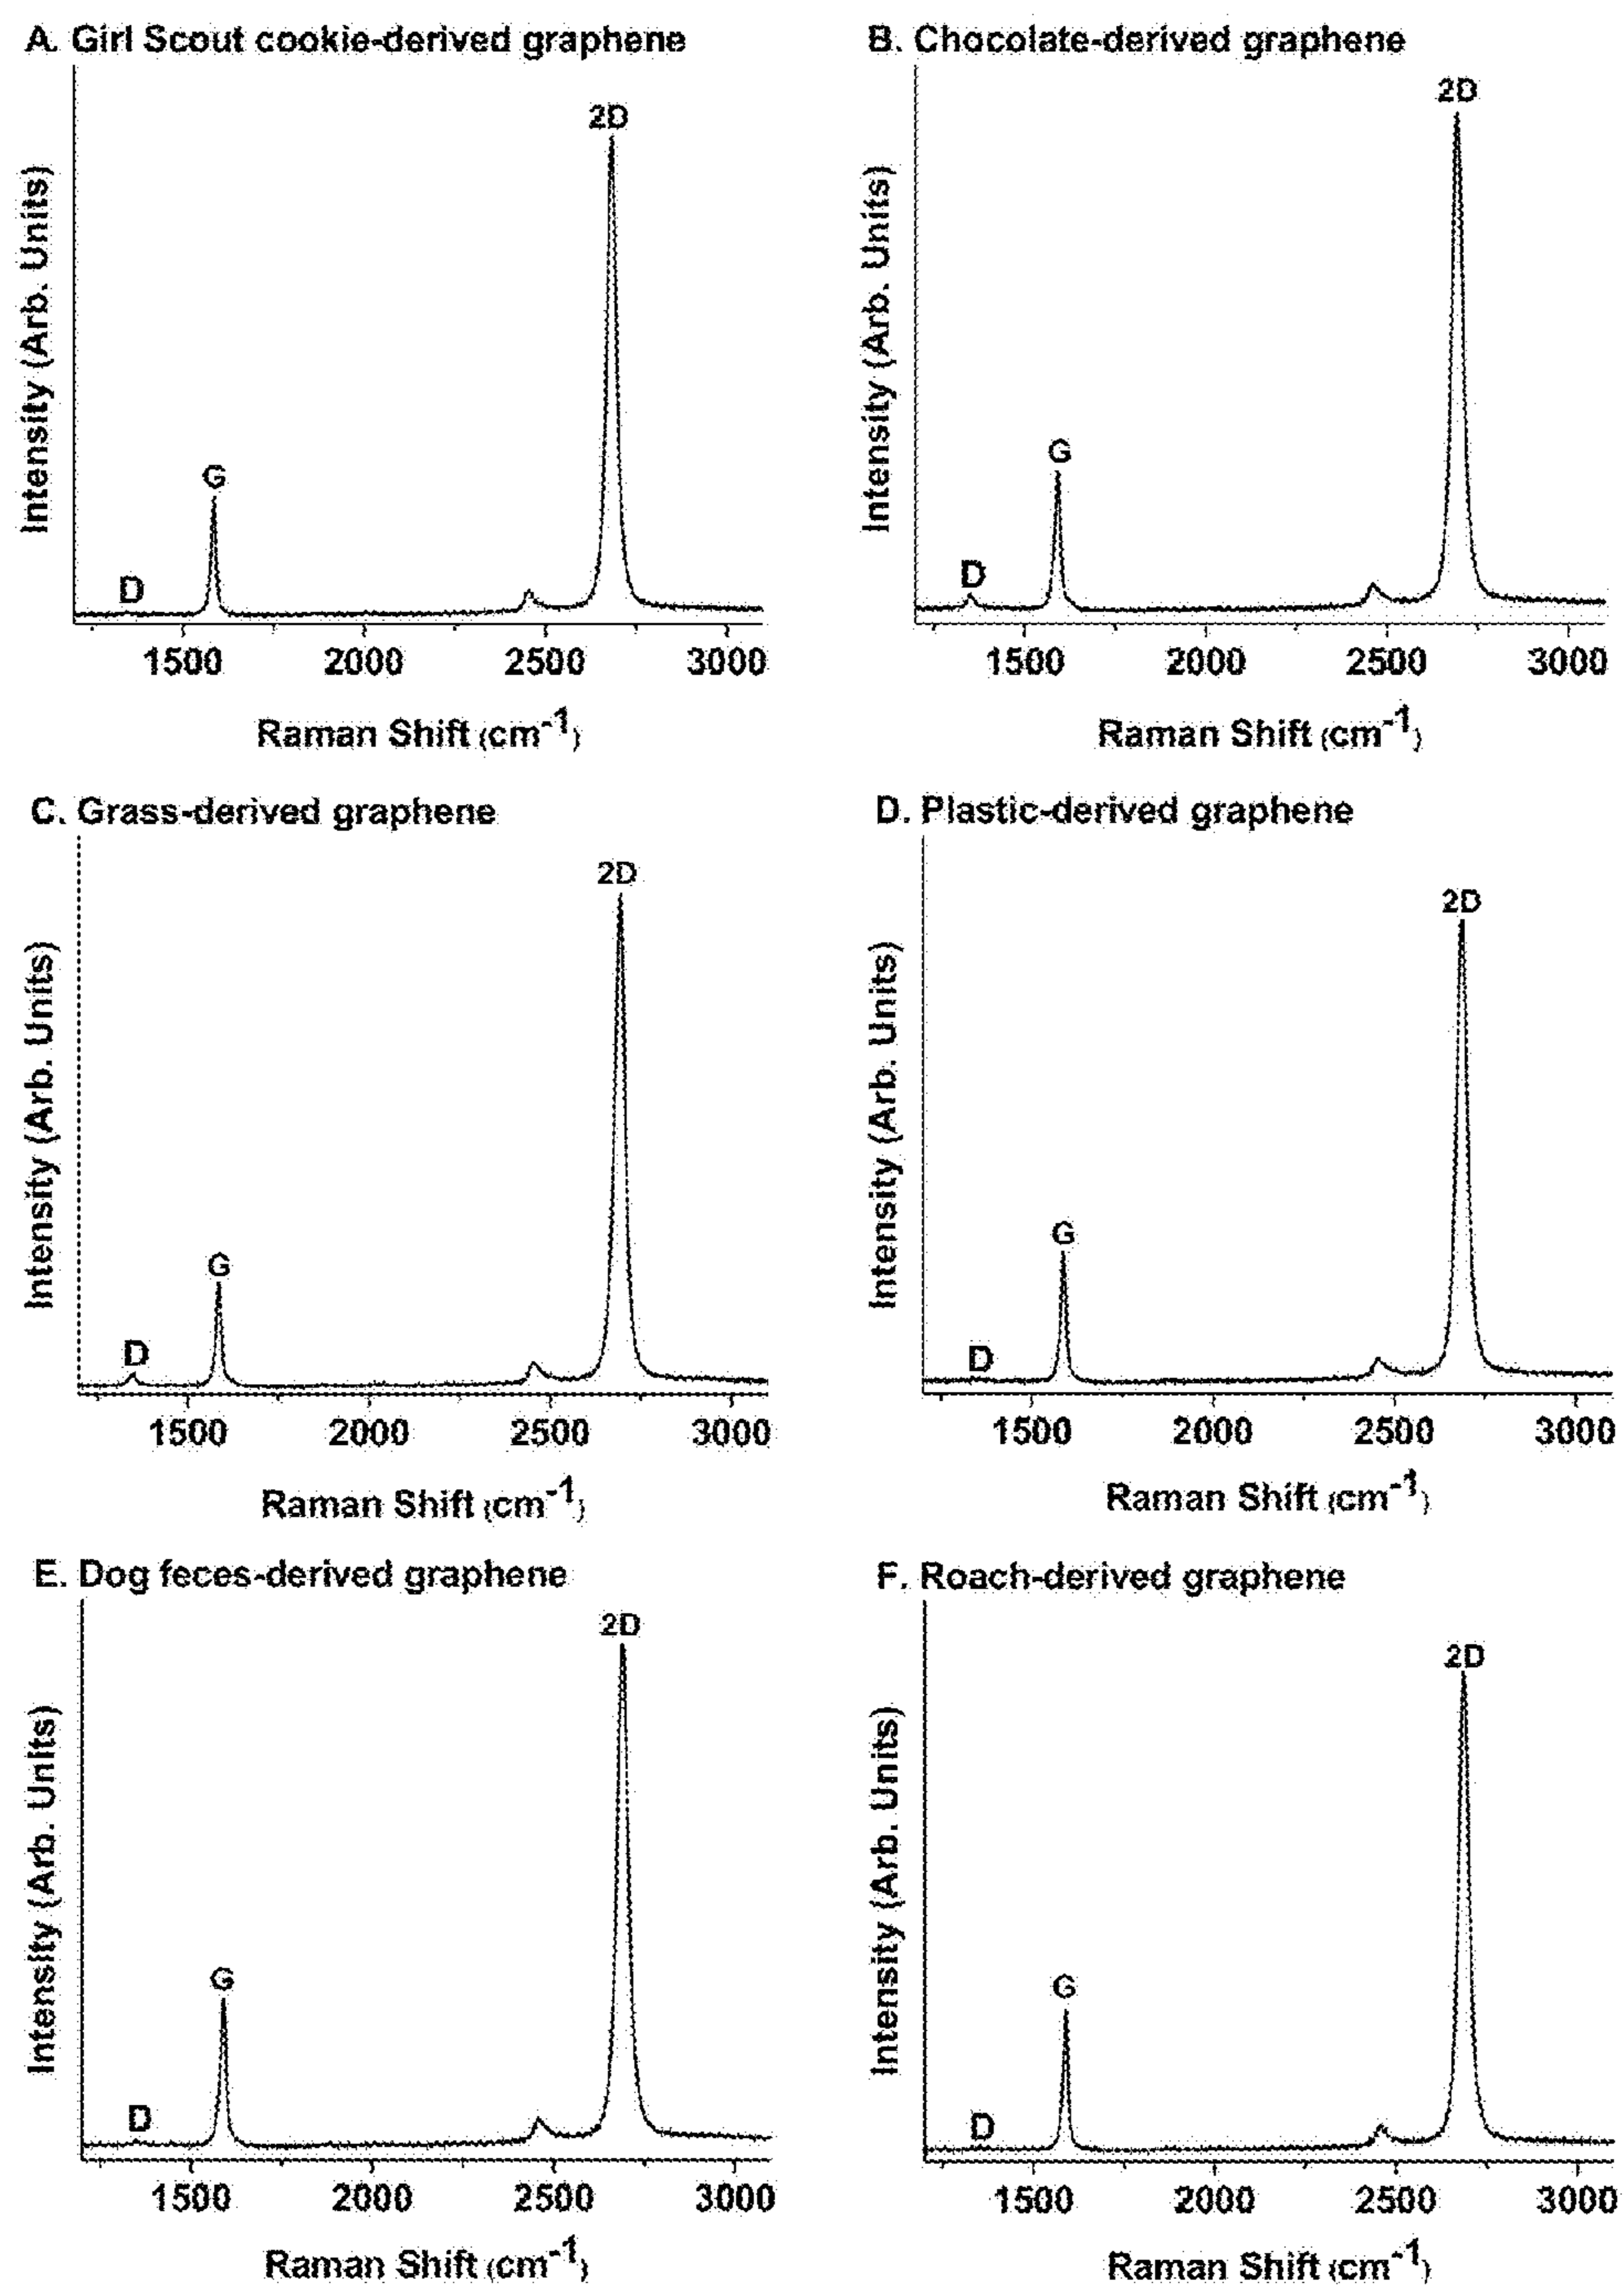 A. Girl Scout cookie-derived graphene
2D
G
D
Intensity (Arb. Units)
1500 2000 2500 3000
Raman Shift (cm-1)
B. Chocolate-derived graphene
2D
G
D
Intensity (Arb. Units)
1500 2000 2500 3000
Raman Shift (cm-1)
C. Grass-derived graphene
2D
G
D
Intensity (Arb. Units)
1500 2000 2500 3000
Raman Shift (cm-1)
D. Plastic-derived graphene
2D
G
D
Intensity (Arb. Units)
1500 2000 2500 3000
Raman Shift (cm-1)
E. Dog feces-derived graphene
2D
G
D
Intensity (Arb. Units)
1500 2000 2500 3000
Raman Shift (cm-1)
F. Roach-derived graphene
2D
G
D
Intensity (Arb. Units)
1500 2000 2500 3000
Raman Shift (cm-1)